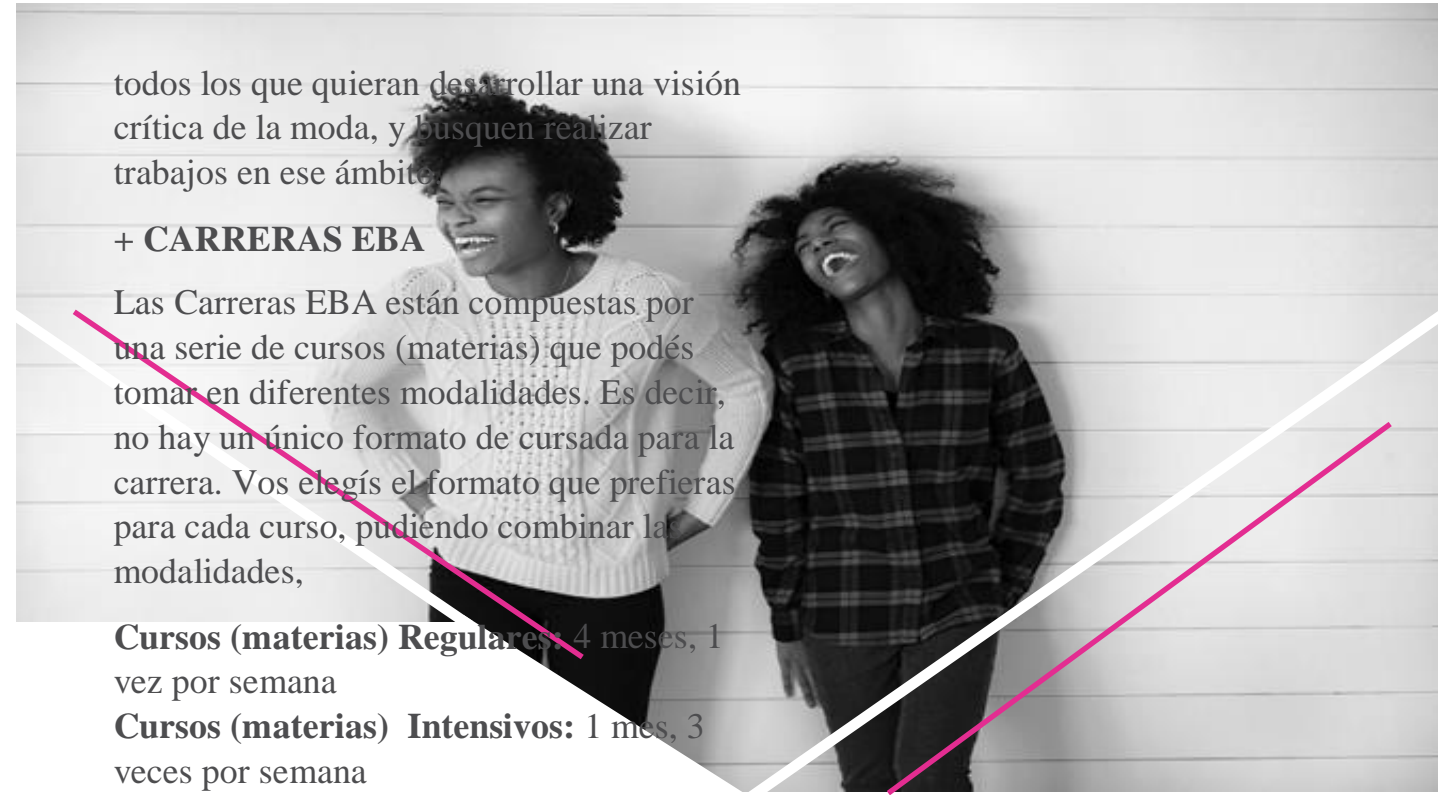 todos los que quieran desarrollar una visión
crítica de la moda, y busquen realizar
trabajos en ese ámbito
+ CARRERAS EBA
Las Carreras EBA están compuestas por
una serie de cursos (materias) que podés
tomar en diferentes modalidades. Es decir,
no hay un único formato de cursada para la
carrera. Vos elegís el formato que prefieras
para cada curso, pudiendo combinar las
modalidades,
Cursos (materias) Regulares: 4 meses, 1
vez por semana
Cursos (materias) Intensivos: 1 mes, 3
veces por semana